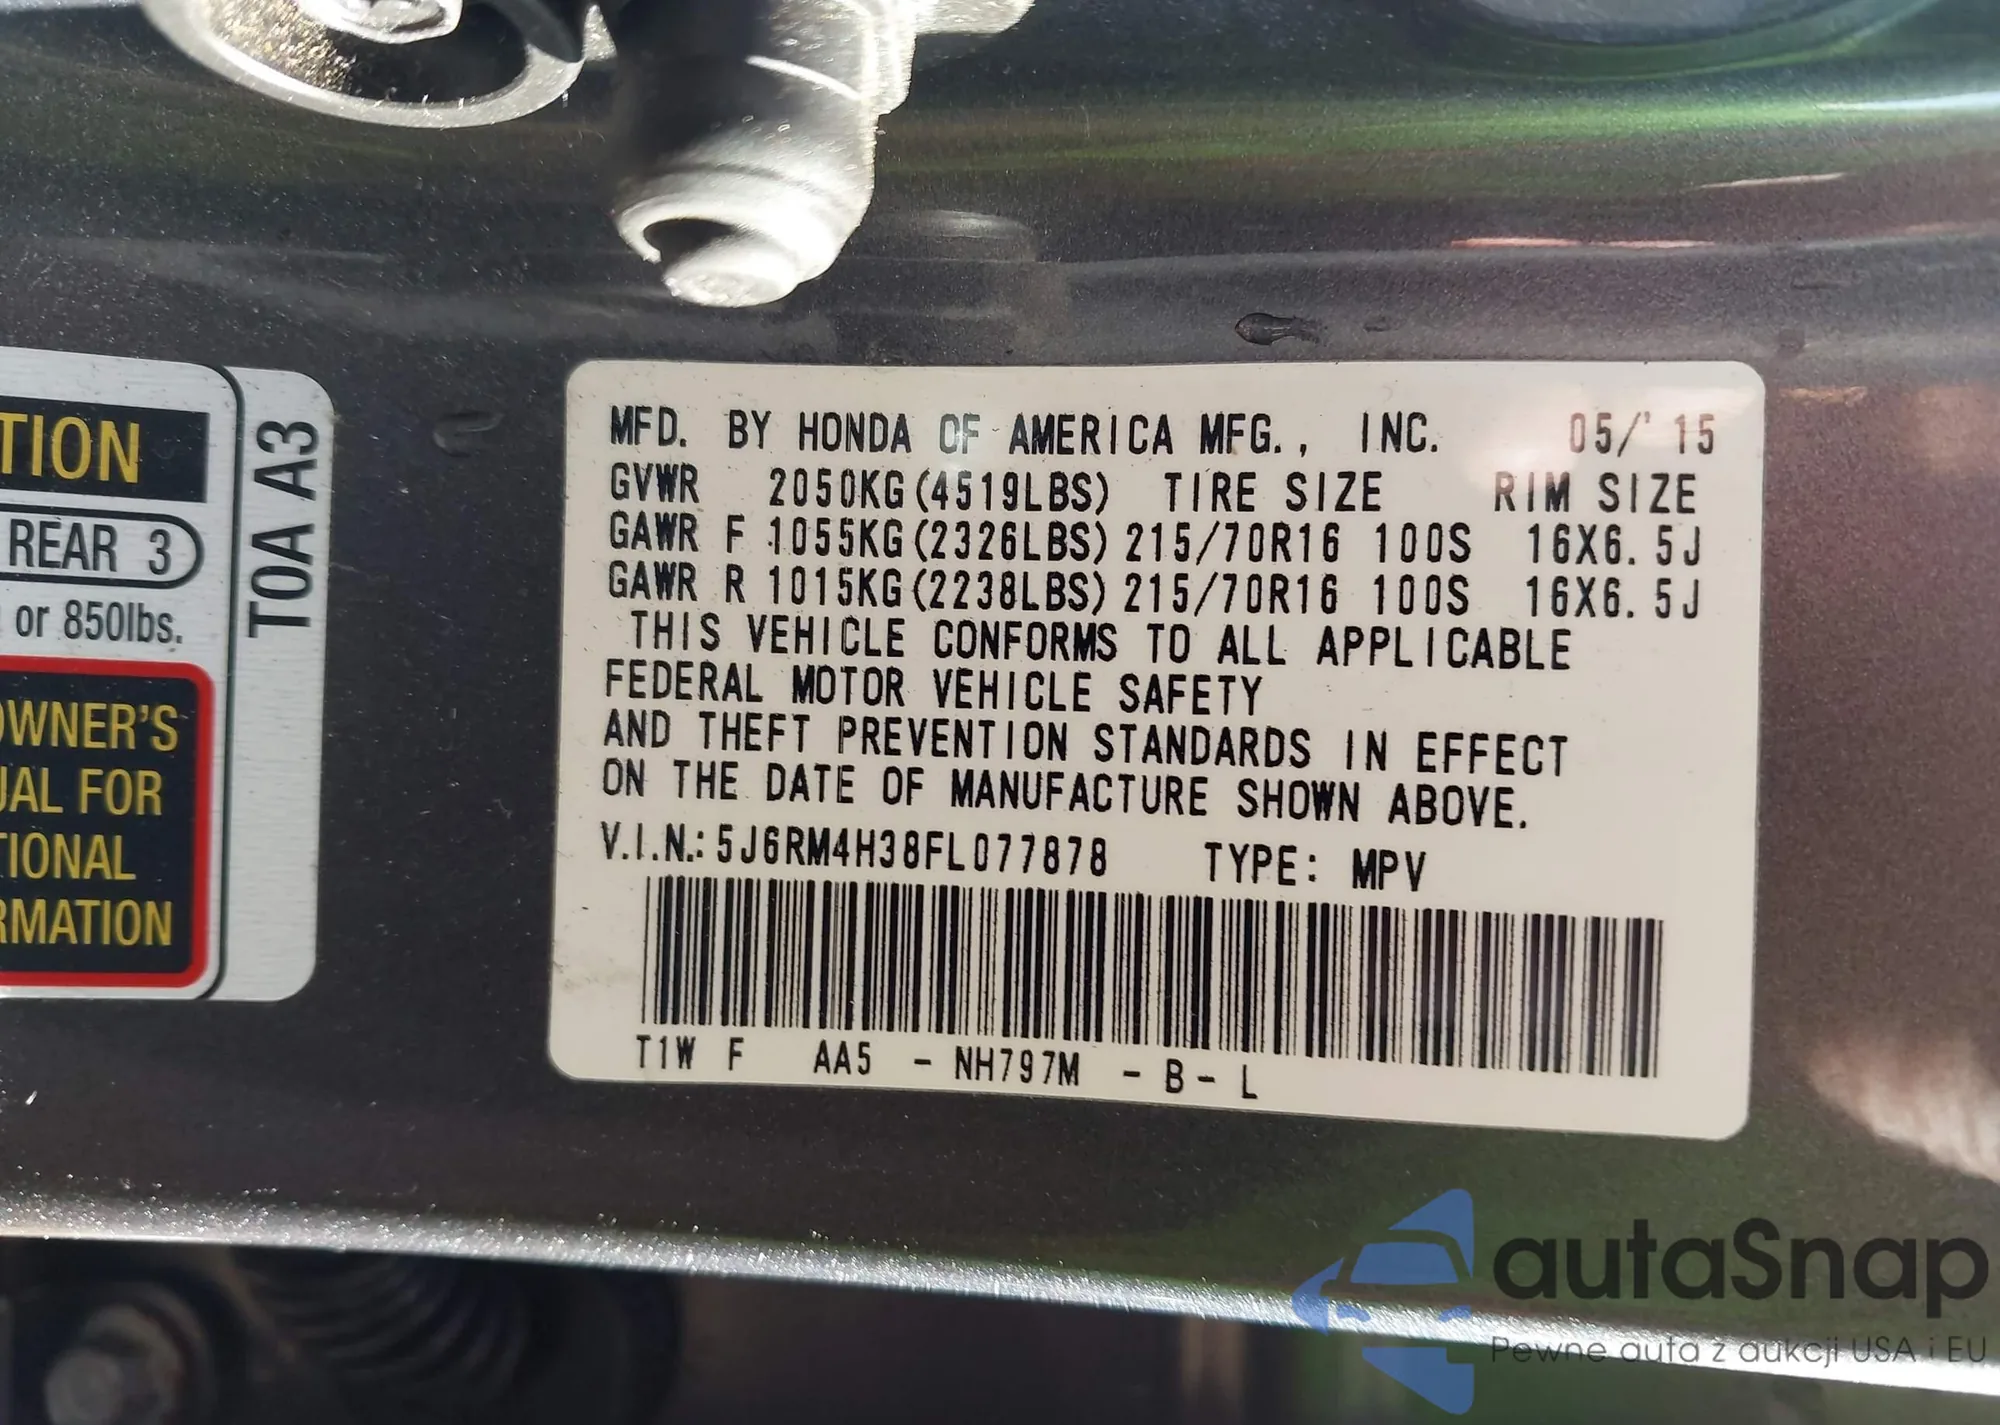 TION
REAR 3
or 850lbs.
OWNER'S
UAL FOR
TIONAL
RMATION
T0A A3
MFD. BY HONDA OF AMERICA MFG., INC. 05/'15
GVWR 2050KG(4519LBS) TIRE SIZE RIM SIZE
GAWR F 1055KG(2326LBS) 215/70R16 100S 16X6.5J
GAWR R 1015KG(2238LBS) 215/70R16 100S 16X6.5J
THIS VEHICLE CONFORMS TO ALL APPLICABLE
FEDERAL MOTOR VEHICLE SAFETY
AND THEFT PREVENTION STANDARDS IN EFFECT
ON THE DATE OF MANUFACTURE SHOWN ABOVE.
V.I.N.: 5J6RM4H38FL077878 TYPE: MPV
T1W F AA5 - NH797M - B - L
autaSnap
Pewne auta z aukcji USA i EU